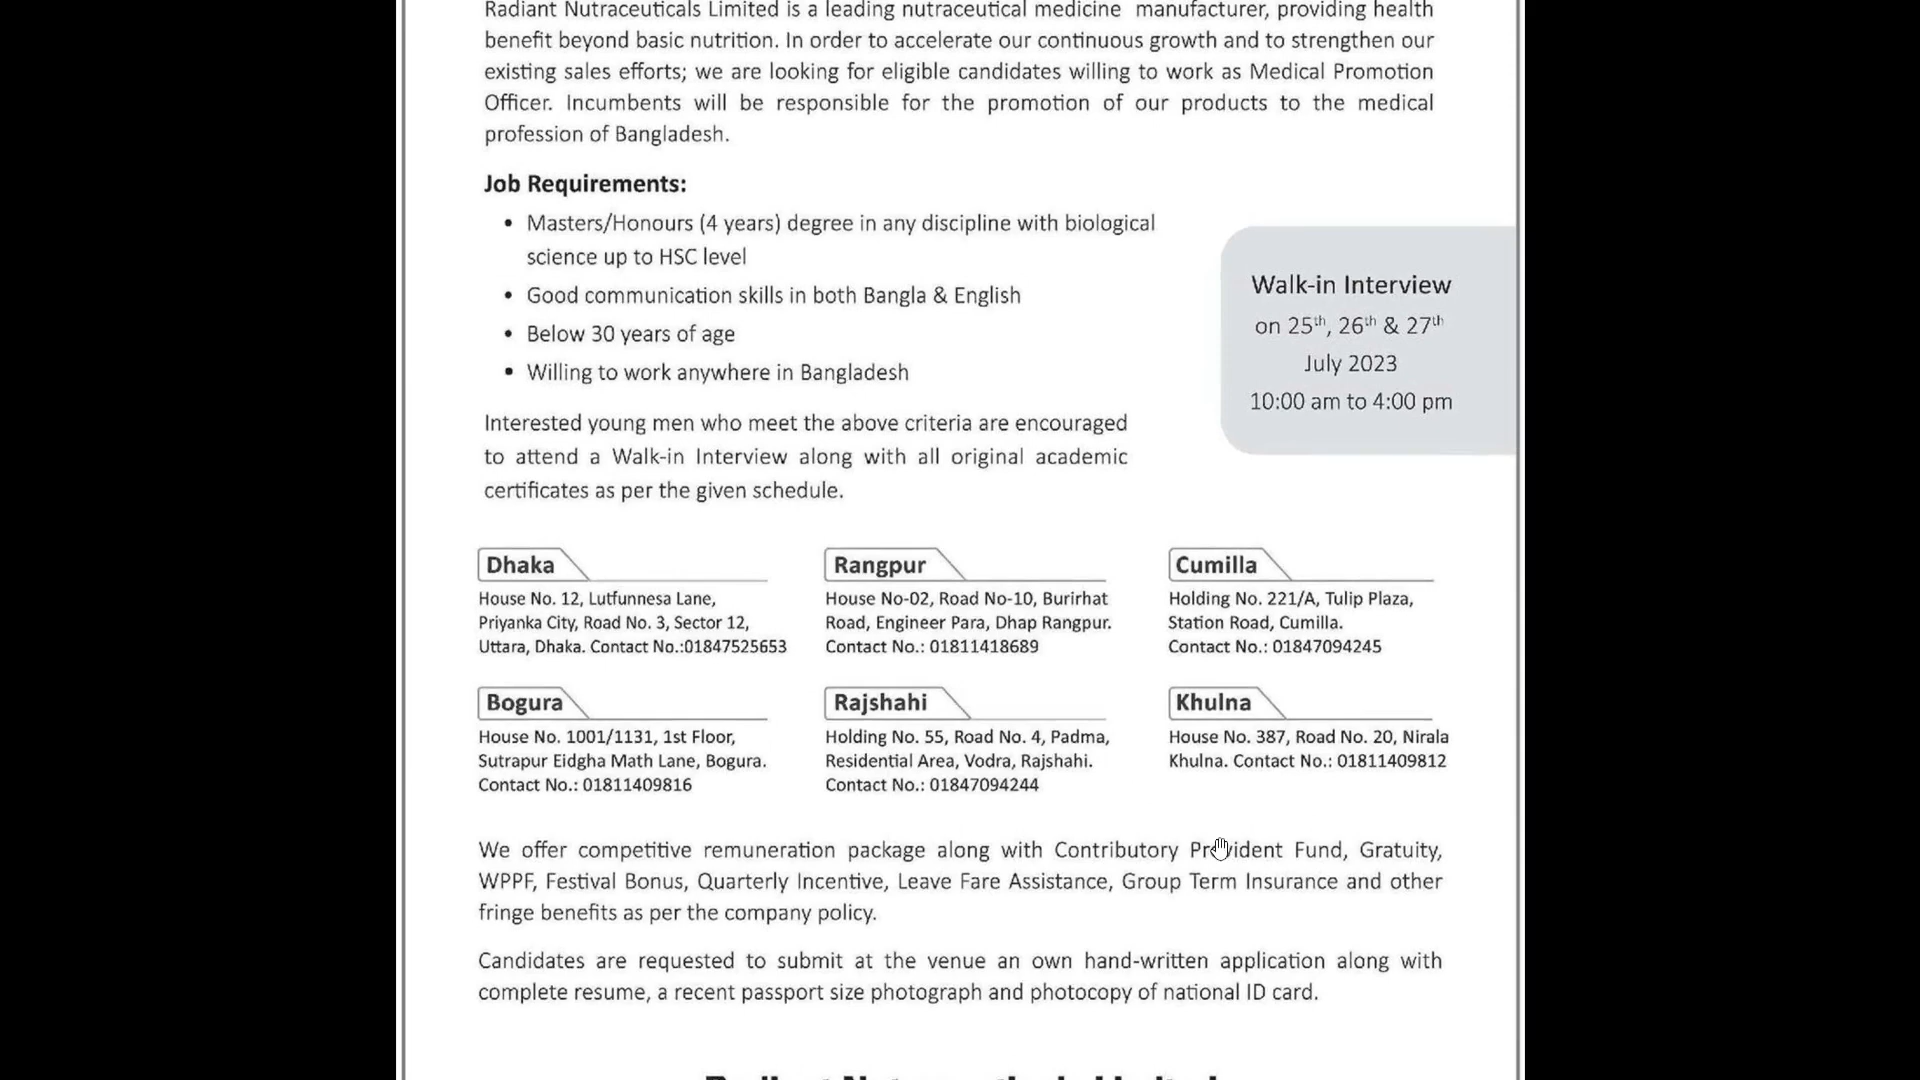 Radiant Nutraceuticals Limited is a leading nutraceutical medicine manufacturer, providing health
benefit beyond basic nutrition. In order to accelerate our continuous growth and to strengthen our
existing sales efforts; we are looking for eligible candidates willing to work as Medical Promotion
Officer. Incumbents will be responsible for the promotion of our products to the medical
profession of Bangladesh.
Job Requirements:
• Masters/Honours (4 years) degree in any discipline with biological
science up to HSC level
• Good communication skills in both Bangla & English
• Below 30 years of age
• Willing to work anywhere in Bangladesh
Interested young men who meet the above criteria are encouraged
to attend a Walk-in Interview along with all original academic
certificates as per the given schedule.
Walk-in Interview
on 25th, 26th & 27th
July 2023
10:00 am to 4:00 pm
Dhaka
House No. 12, Lutfunnesa Lane,
Priyanka City, Road No. 3, Sector 12,
Uttara, Dhaka. Contact No.:01847525653
Rangpur
House No-02, Road No-10, Burirhat
Road, Engineer Para, Dhap Rangpur.
Contact No.: 01811418689
Cumilla
Holding No. 221/A, Tulip Plaza,
Station Road, Cumilla.
Contact No.: 01847094245
Bogura
House No. 1001/1131, 1st Floor,
Sutrapur Eidgha Math Lane, Bogura.
Contact No.: 01811409816
Rajshahi
Holding No. 55, Road No. 4, Padma,
Residential Area, Vodra, Rajshahi.
Contact No.: 01847094244
Khulna
House No. 387, Road No. 20, Nirala
Khulna. Contact No.: 01811409812
We offer competitive remuneration package along with Contributory Provident Fund, Gratuity,
WPPF, Festival Bonus, Quarterly Incentive, Leave Fare Assistance, Group Term Insurance and other
fringe benefits as per the company policy.
Candidates are requested to submit at the venue an own hand-written application along with
complete resume, a recent passport size photograph and photocopy of national ID card.
Radiant Nutraceuticals Limited